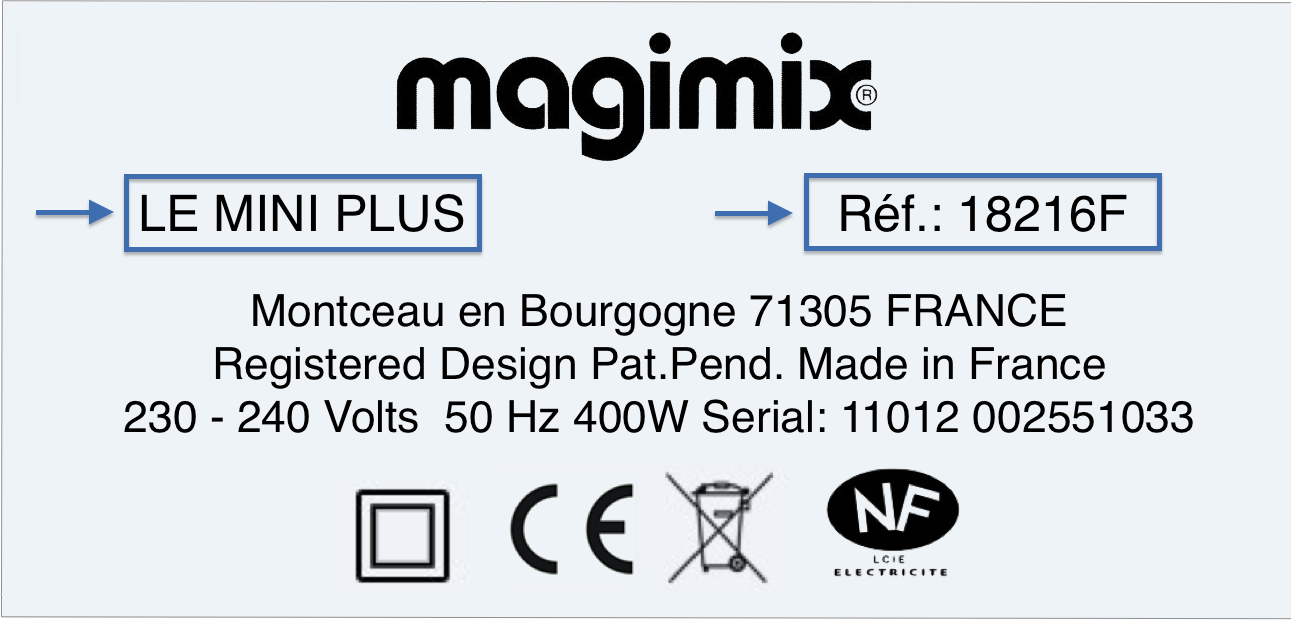 magimix®
LE MINI PLUS
Réf.: 18216F
Montceau en Bourgogne 71305 FRANCE
Registered Design Pat.Pend. Made in France
230 - 240 Volts 50 Hz 400W Serial: 11012 002551033
CE
NF
LCIE
ELECTRICITE